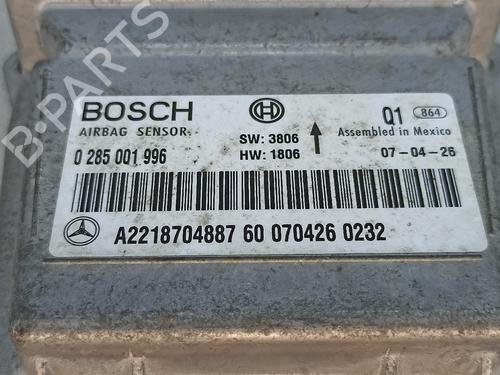 B-PARTS
BOSCH
AIRBAG SENSOR
0 285 001 996
SW: 3806
HW: 1806
Q1 864
Assembled in Mexico
07-04-26
A2218704887 60 070426 0232